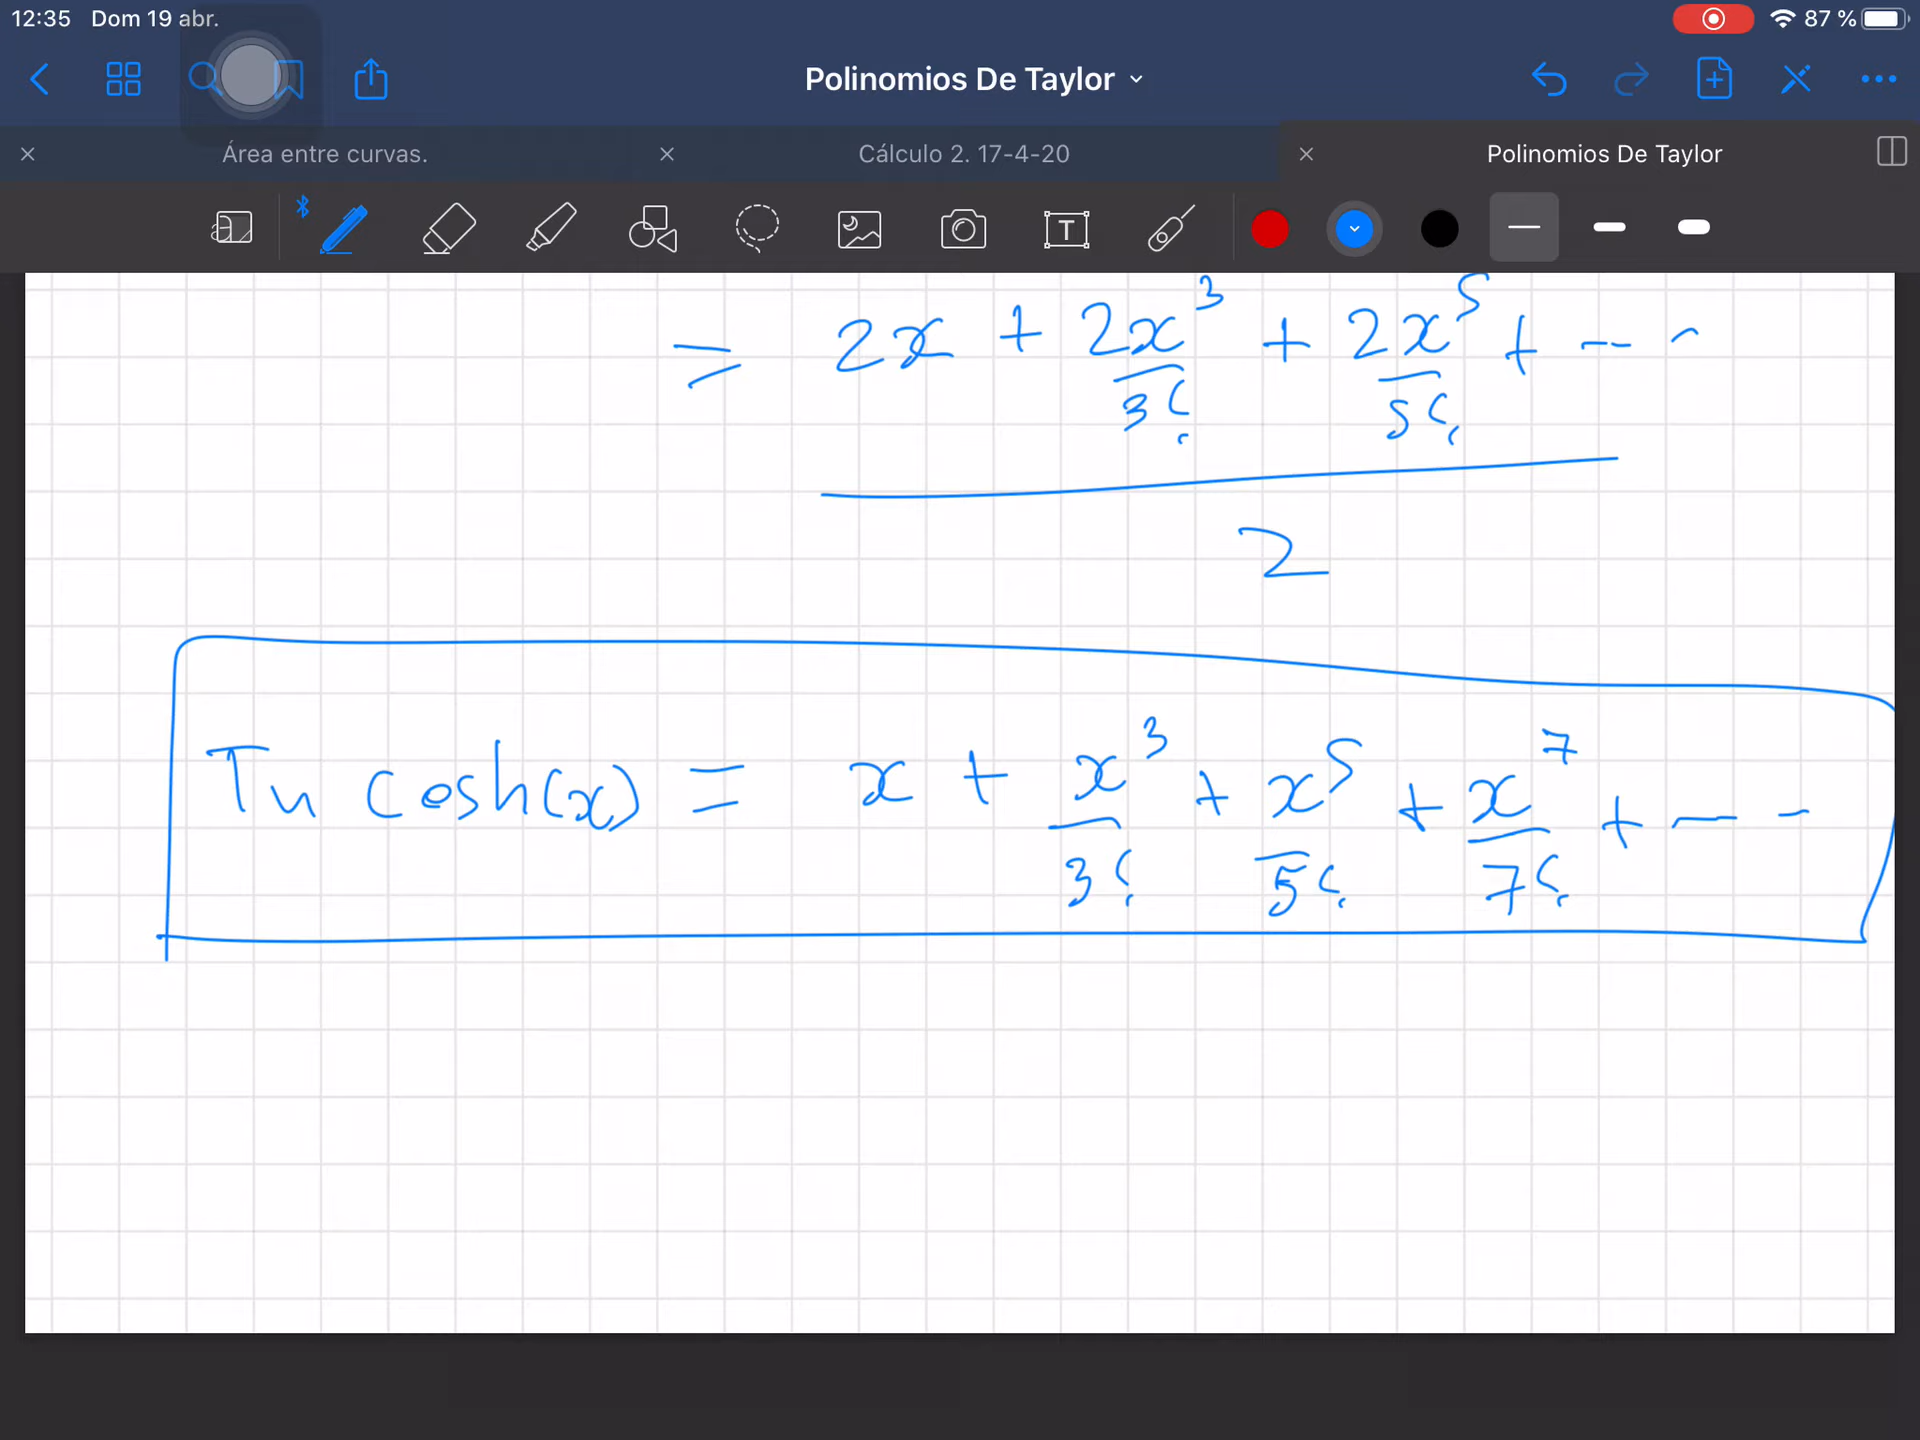 12:35 Dom 19 abr. 87 %
Polinomios De Taylor
Área entre curvas. Cálculo 2. 17-4-20 Polinomios De Taylor
T
= 2x + 2x³/3! + 2x⁵/5! + -- -
2
Tn Cosh(x) = x + x³/3! + x⁵/5! + x⁷/7! + -- -